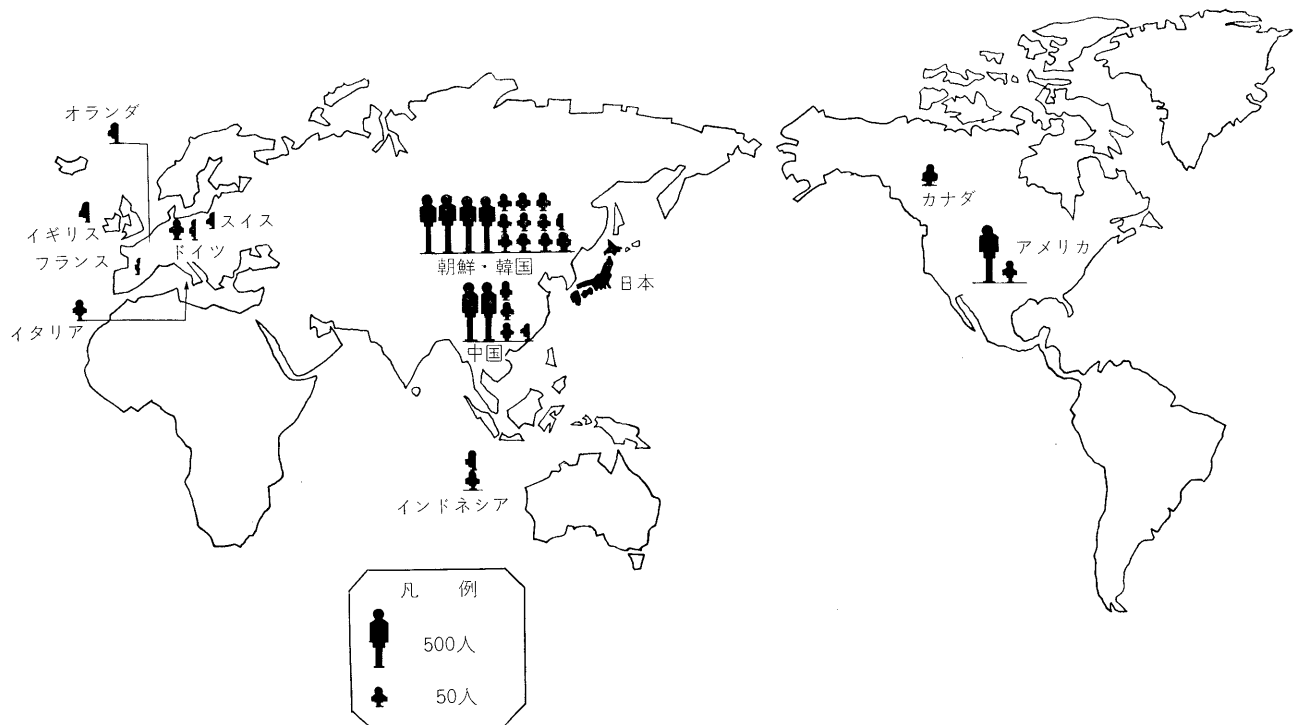 オランダ
イギリス
フランス
スイス
ドイツ
イタリア
朝鮮・韓国
日本
中国
インドネシア
カナダ
アメリカ
凡 例
500人
50人